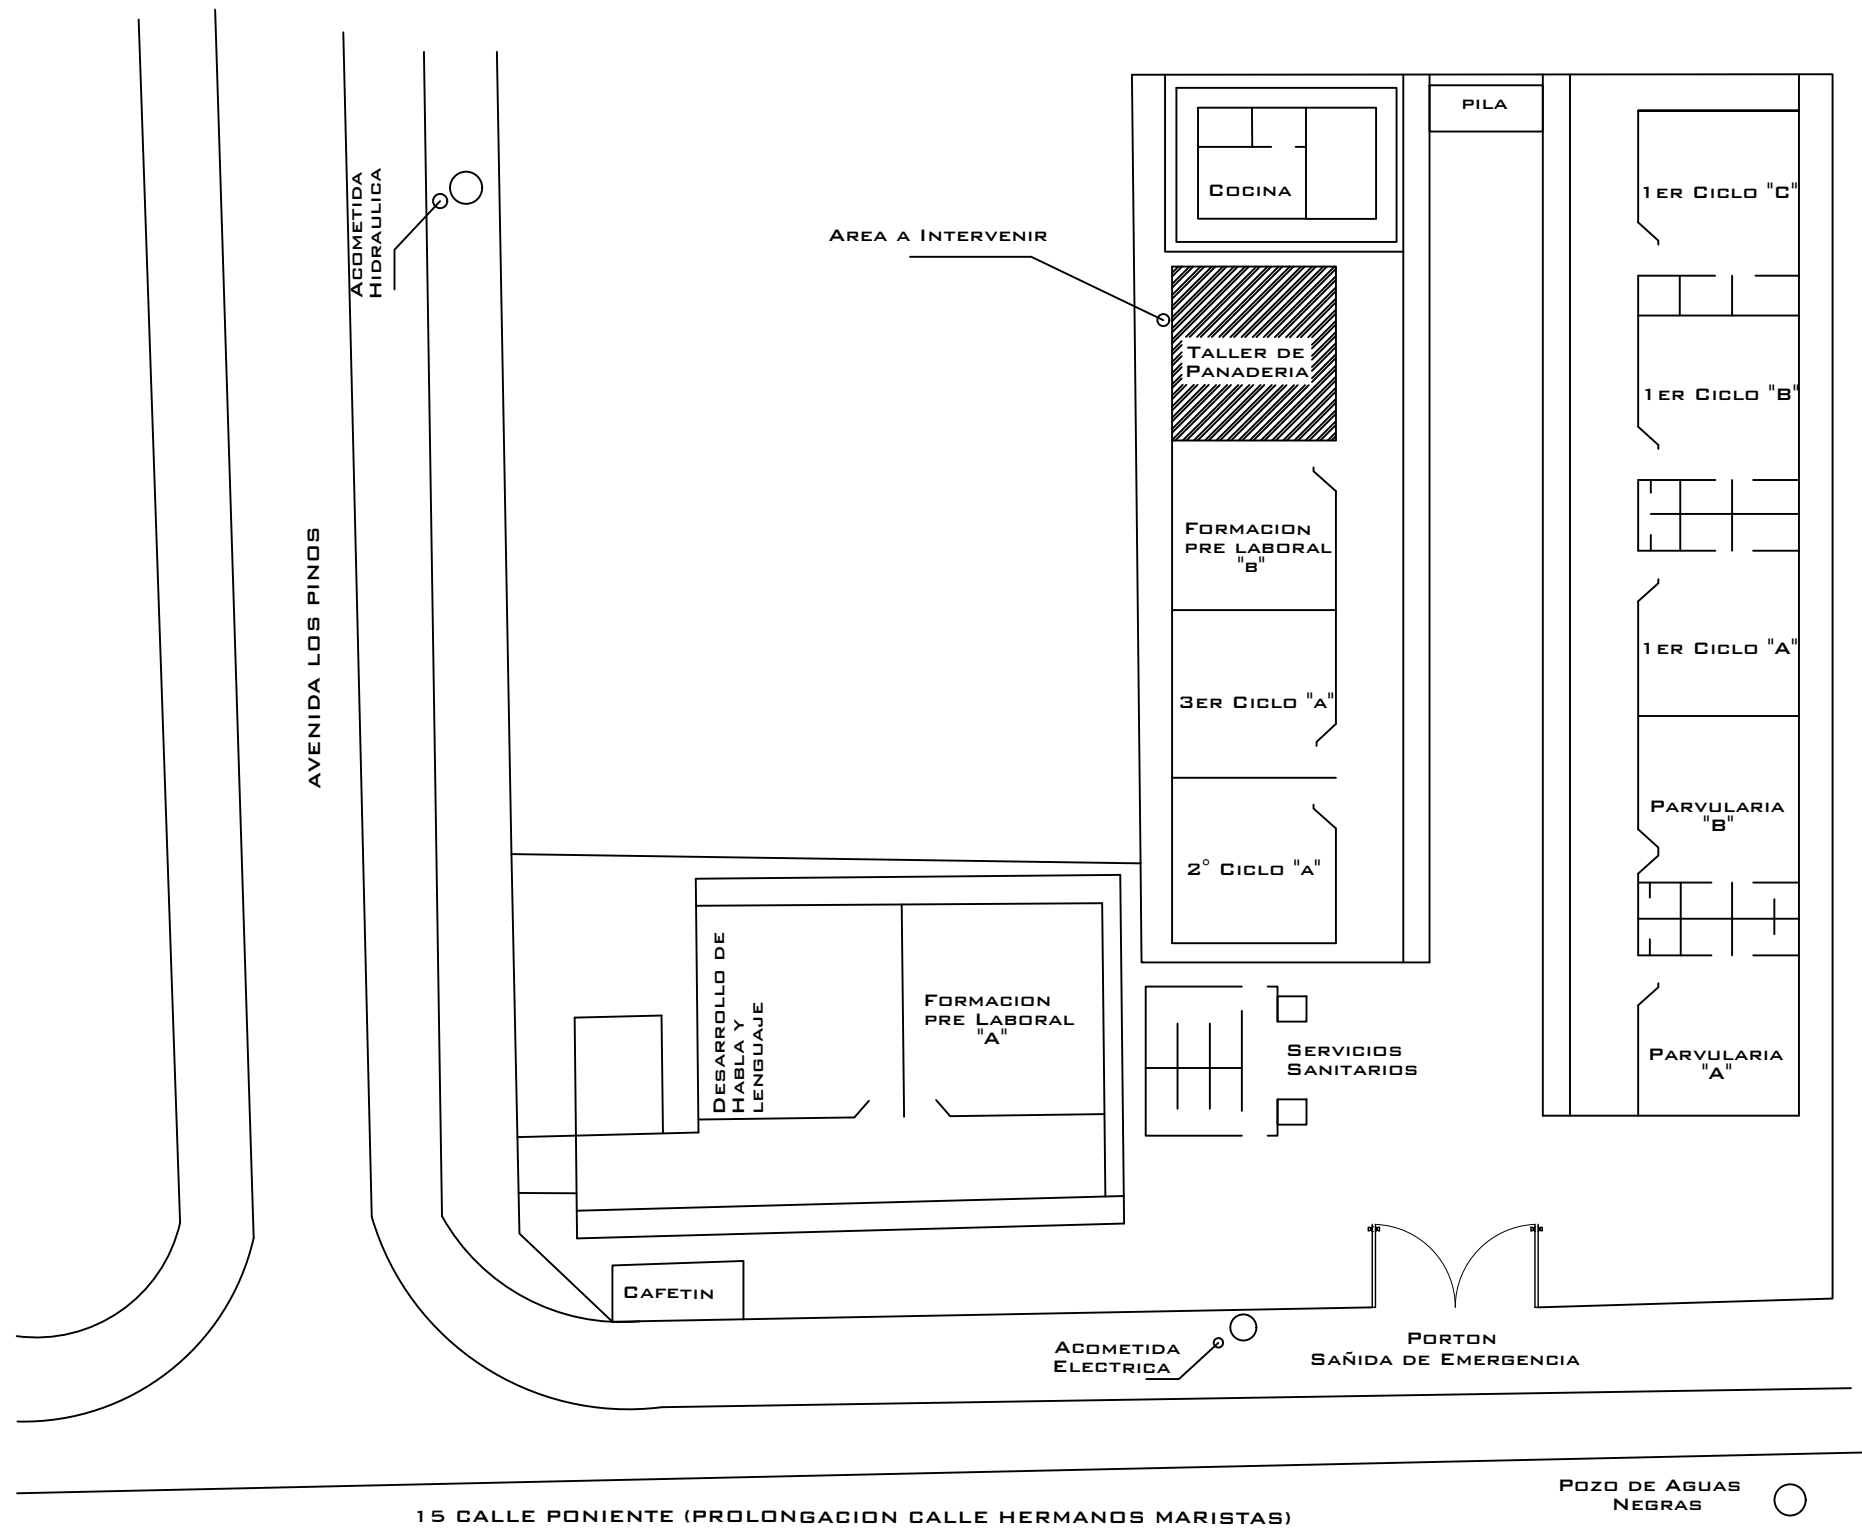 PILA
COCINA
1ER CICLO "C"
ACOMETIDA
HIDRAULICA
AREA A INTERVENIR
TALLER DE
PANADERIA
1ER CICLO "B"
FORMACION
PRE LABORAL
"B"
AVENIDA LOS PINOS
1ER CICLO "A"
3ER CICLO "A"
PARVULARIA
"B"
2° CICLO "A"
DESARROLLO DE
HABLA Y
LENGUAJE
FORMACION
PRE LABORAL
"A"
SERVICIOS
SANITARIOS
PARVULARIA
"A"
CAFETIN
ACOMETIDA
ELECTRICA
PORTON
SAÑIDA DE EMERGENCIA
POZO DE AGUAS
NEGRAS
15 CALLE PONIENTE (PROLONGACION CALLE HERMANOS MARISTAS)